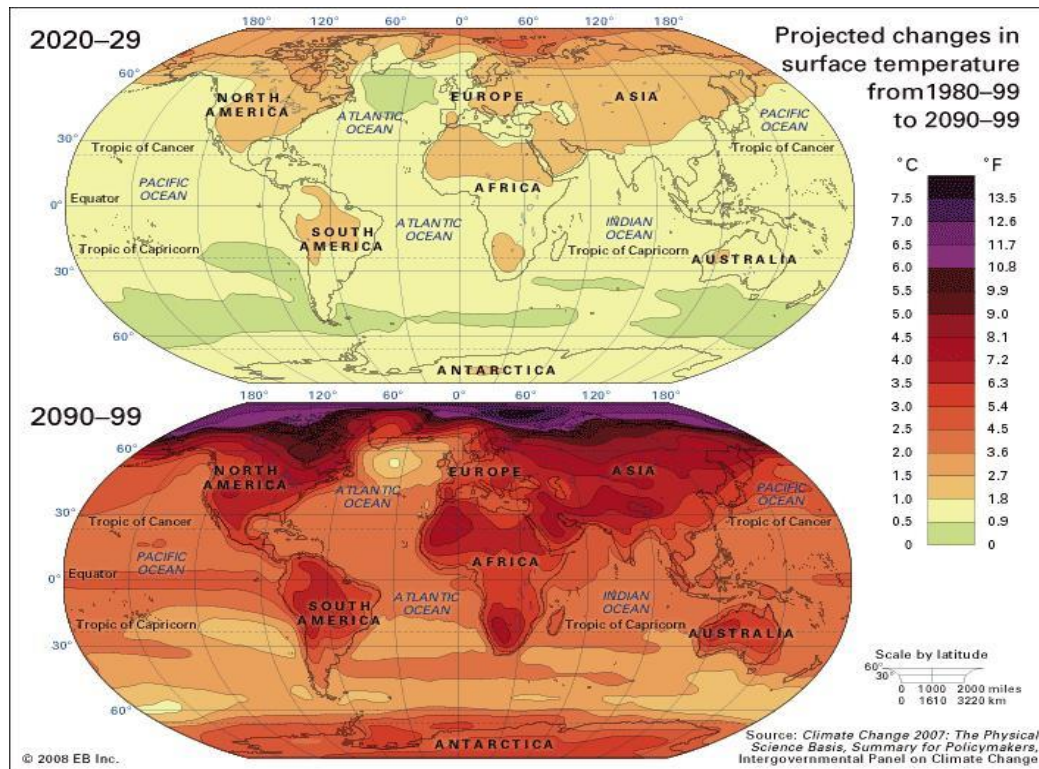 180° 120° 60° 0° 60° 120° 180°
2020–29
Projected changes in
surface temperature
from 1980–99
to 2090–99
60°
NORTH
AMERICA
EUROPE
ASIA
ATLANTIC
OCEAN
PACIFIC
OCEAN
30°
Tropic of Cancer
Tropic of Cancer
PACIFIC
OCEAN
AFRICA
Equator
0°
SOUTH
AMERICA
ATLANTIC
OCEAN
INDIAN
OCEAN
Tropic of Capricorn
Tropic of Capricorn
AUSTRALIA
30°
60°
ANTARCTICA
°C °F
7.5 13.5
7.0 12.6
6.5 11.7
6.0 10.8
5.5 9.9
5.0 9.0
4.5 8.1
4.0 7.2
3.5 6.3
3.0 5.4
2.5 4.5
2.0 3.6
1.5 2.7
1.0 1.8
0.5 0.9
0 0
180° 120° 60° 0° 60° 120° 180°
2090–99
60°
NORTH
AMERICA
EUROPE
ASIA
ATLANTIC
OCEAN
PACIFIC
OCEAN
30°
Tropic of Cancer
Tropic of Cancer
PACIFIC
OCEAN
AFRICA
Equator
0°
SOUTH
AMERICA
ATLANTIC
OCEAN
INDIAN
OCEAN
Tropic of Capricorn
Tropic of Capricorn
AUSTRALIA
30°
60°
ANTARCTICA
Scale by latitude
60°
30°
0 1000 2000 miles
0 1610 3220 km
© 2008 EB Inc.
Source: Climate Change 2007: The Physical
Science Basis, Summary for Policymakers,
Intergovernmental Panel on Climate Change